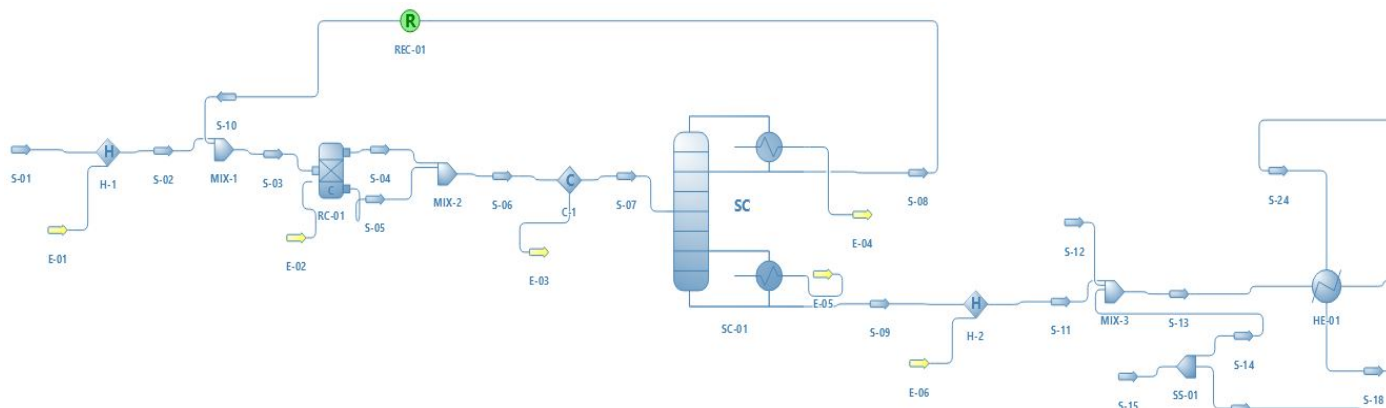 R
REC-01
S-10
S-01
H
H-1
S-02
MIX-1
S-03
C
RC-01
S-04
S-05
MIX-2
S-06
C
C-1
S-07
SC
SC-01
S-08
E-01
E-02
E-03
E-04
E-05
S-09
H
H-2
E-06
S-11
S-12
MIX-3
S-13
S-14
S-15
SS-01
S-24
HE-01
S-18